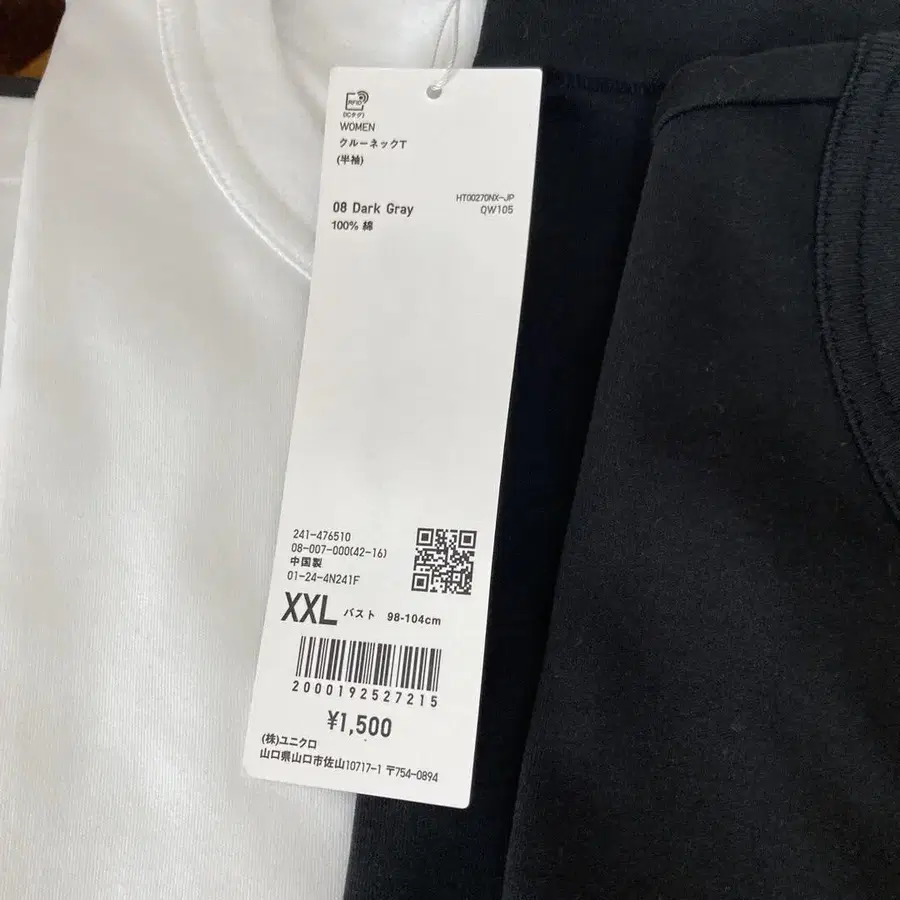 RFID
(ICタグ)
WOMEN
クルーネックT
(半袖)
08 Dark Gray
HT00270NX-JP
QW105
100% 綿
241-476510
08-007-000(42-16)
中国製
01-24-4N241F
XXL バスト 98-104cm
2000192527215
¥1,500
(株)ユニクロ
山口県山口市佐山10717-1 〒754-0894